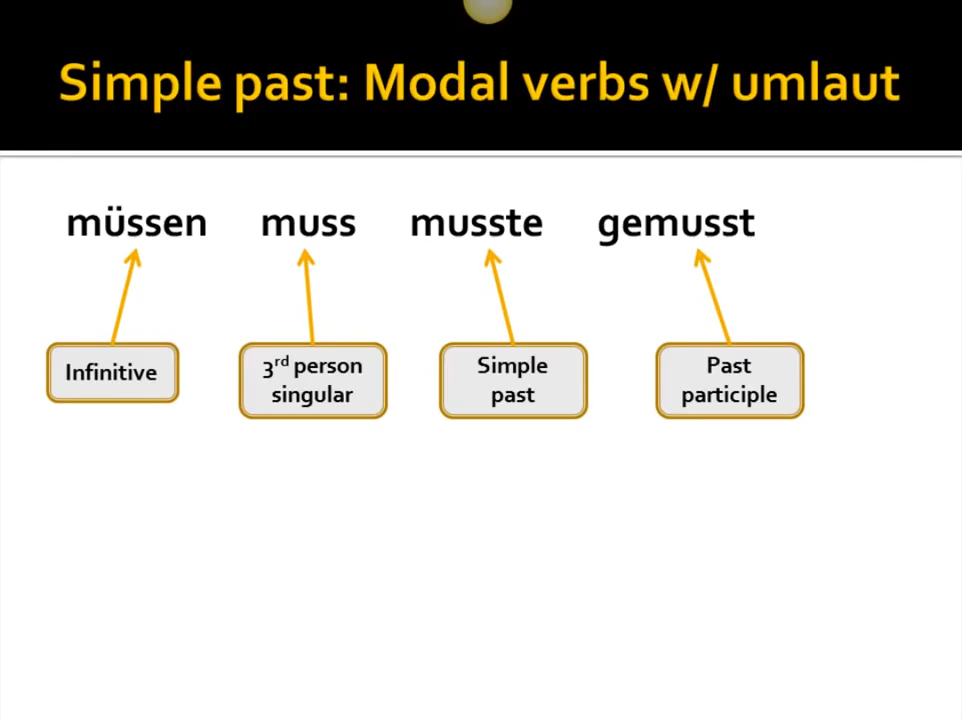 Simple past: Modal verbs w/ umlaut
müssen muss musste gemusst
Infinitive
3rd person
singular
Simple
past
Past
participle